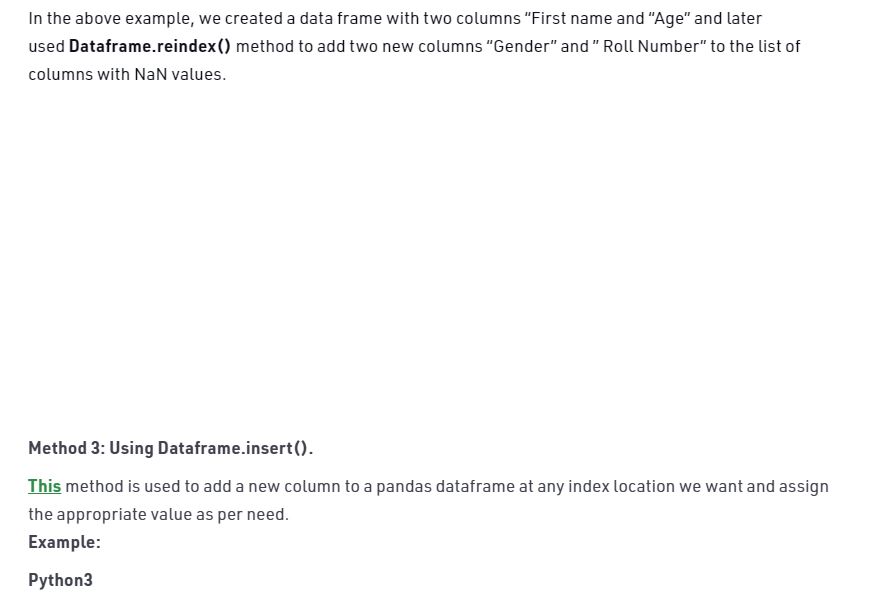 In the above example, we created a data frame with two columns “First name and “Age” and later
used Dataframe.reindex() method to add two new columns “Gender” and ” Roll Number” to the list of
columns with NaN values.
Method 3: Using Dataframe.insert().
This method is used to add a new column to a pandas dataframe at any index location we want and assign
the appropriate value as per need.
Example:
Python3